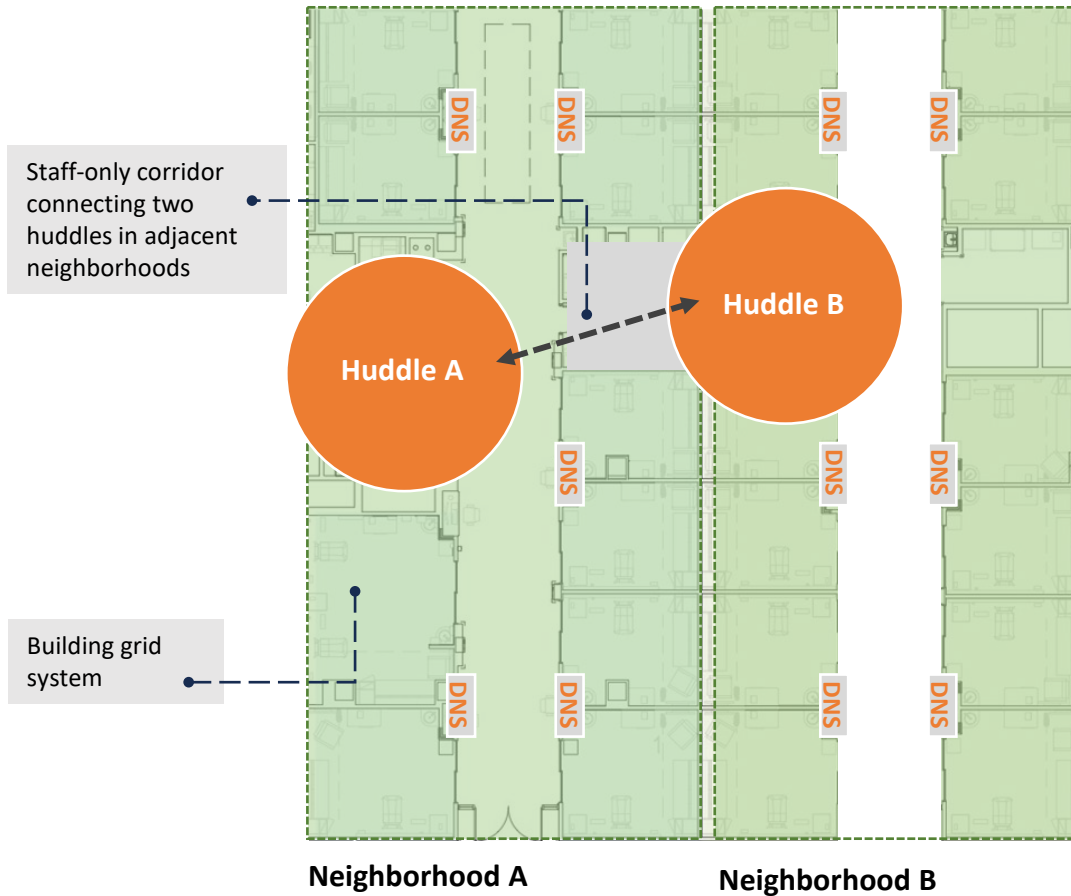 DNS
DNS
DNS
DNS
Staff-only corridor
connecting two
huddles in adjacent
neighborhoods
Huddle B
Huddle A
DNS
DNS
DNS
Building grid
system
DNS
DNS
DNS
DNS
Neighborhood A
Neighborhood B